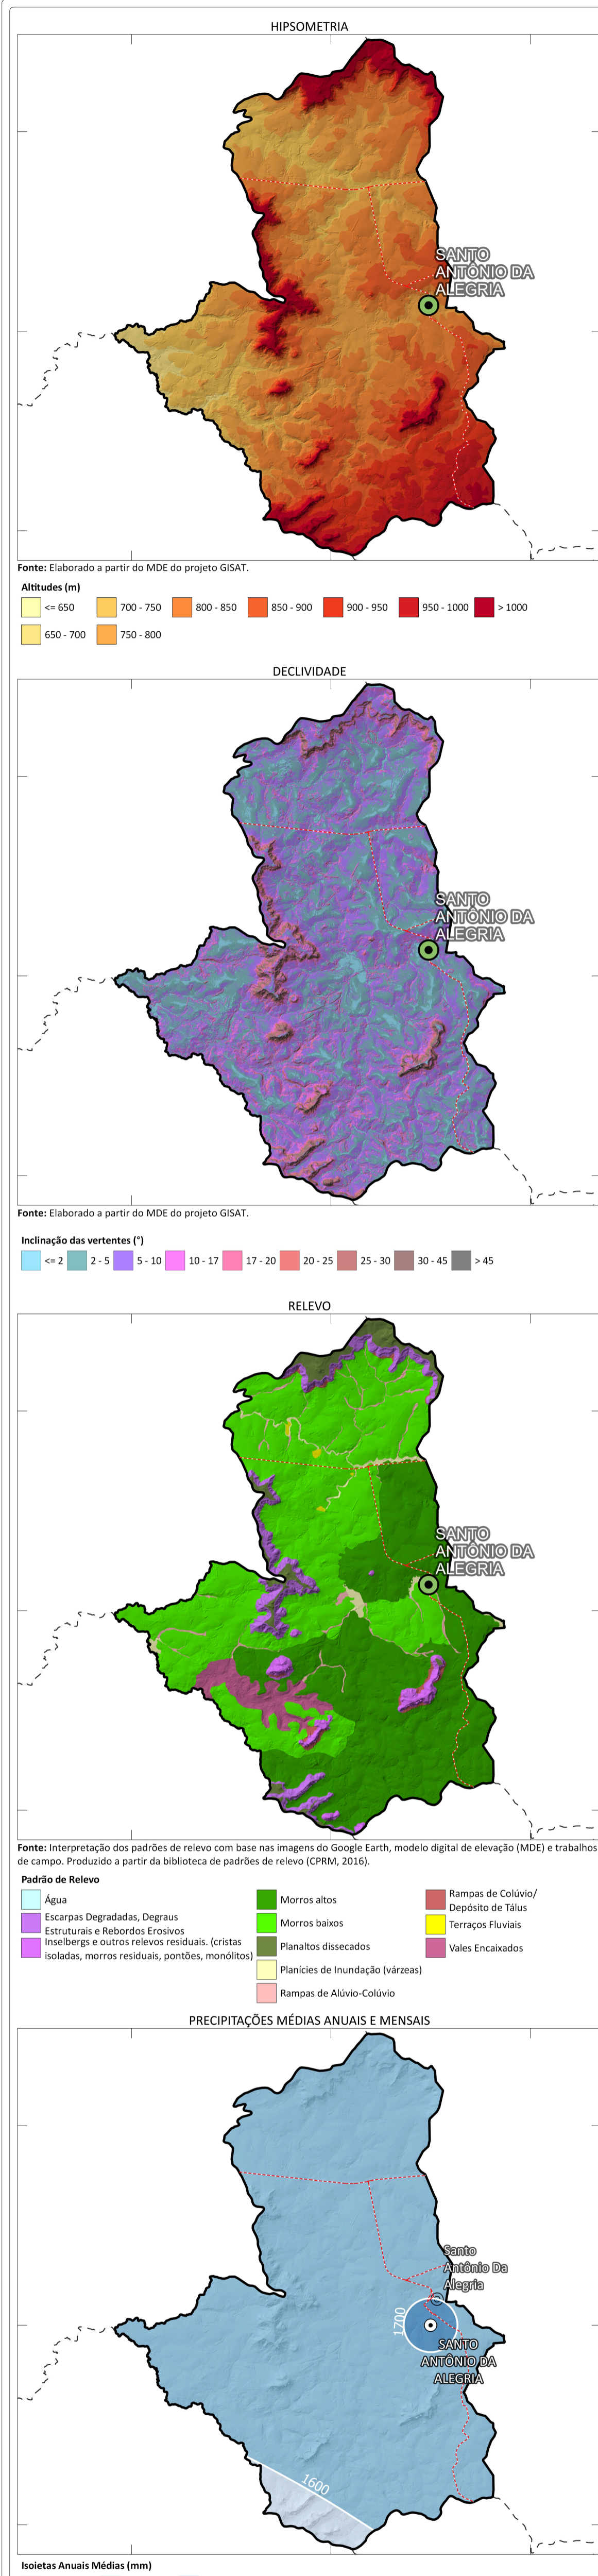 HIPSOMETRIA
SANTO
ANTÔNIO DA
ALEGRIA
Fonte: Elaborado a partir do MDE do projeto GISAT.
Altitudes (m)
<= 650
700 - 750
800 - 850
850 - 900
900 - 950
950 - 1000
> 1000
650 - 700
750 - 800
DECLIVIDADE
SANTO
ANTÔNIO DA
ALEGRIA
Fonte: Elaborado a partir do MDE do projeto GISAT.
Inclinação das vertentes (°)
<= 2
2 - 5
5 - 10
10 - 17
17 - 20
20 - 25
25 - 30
30 - 45
> 45
RELEVO
SANTO
ANTÔNIO DA
ALEGRIA
Fonte: Interpretação dos padrões de relevo com base nas imagens do Google Earth, modelo digital de elevação (MDE) e trabalhos
de campo. Produzido a partir da biblioteca de padrões de relevo (CPRM, 2016).
Padrão de Relevo
Água
Escarpas Degradadas, Degraus
Estruturais e Rebordos Erosivos
Inselbergs e outros relevos residuais. (cristas
isoladas, morros residuais, pontões, monólitos)
Morros altos
Morros baixos
Planaltos dissecados
Planícies de Inundação (várzeas)
Rampas de Alúvio-Colúvio
Rampas de Colúvio/
Depósito de Tálus
Terraços Fluviais
Vales Encaixados
PRECIPITAÇÕES MÉDIAS ANUAIS E MENSAIS
Santo
Antônio Da
Alegria
1700
SANTO
ANTÔNIO DA
ALEGRIA
1600
Isoietas Anuais Médias (mm)